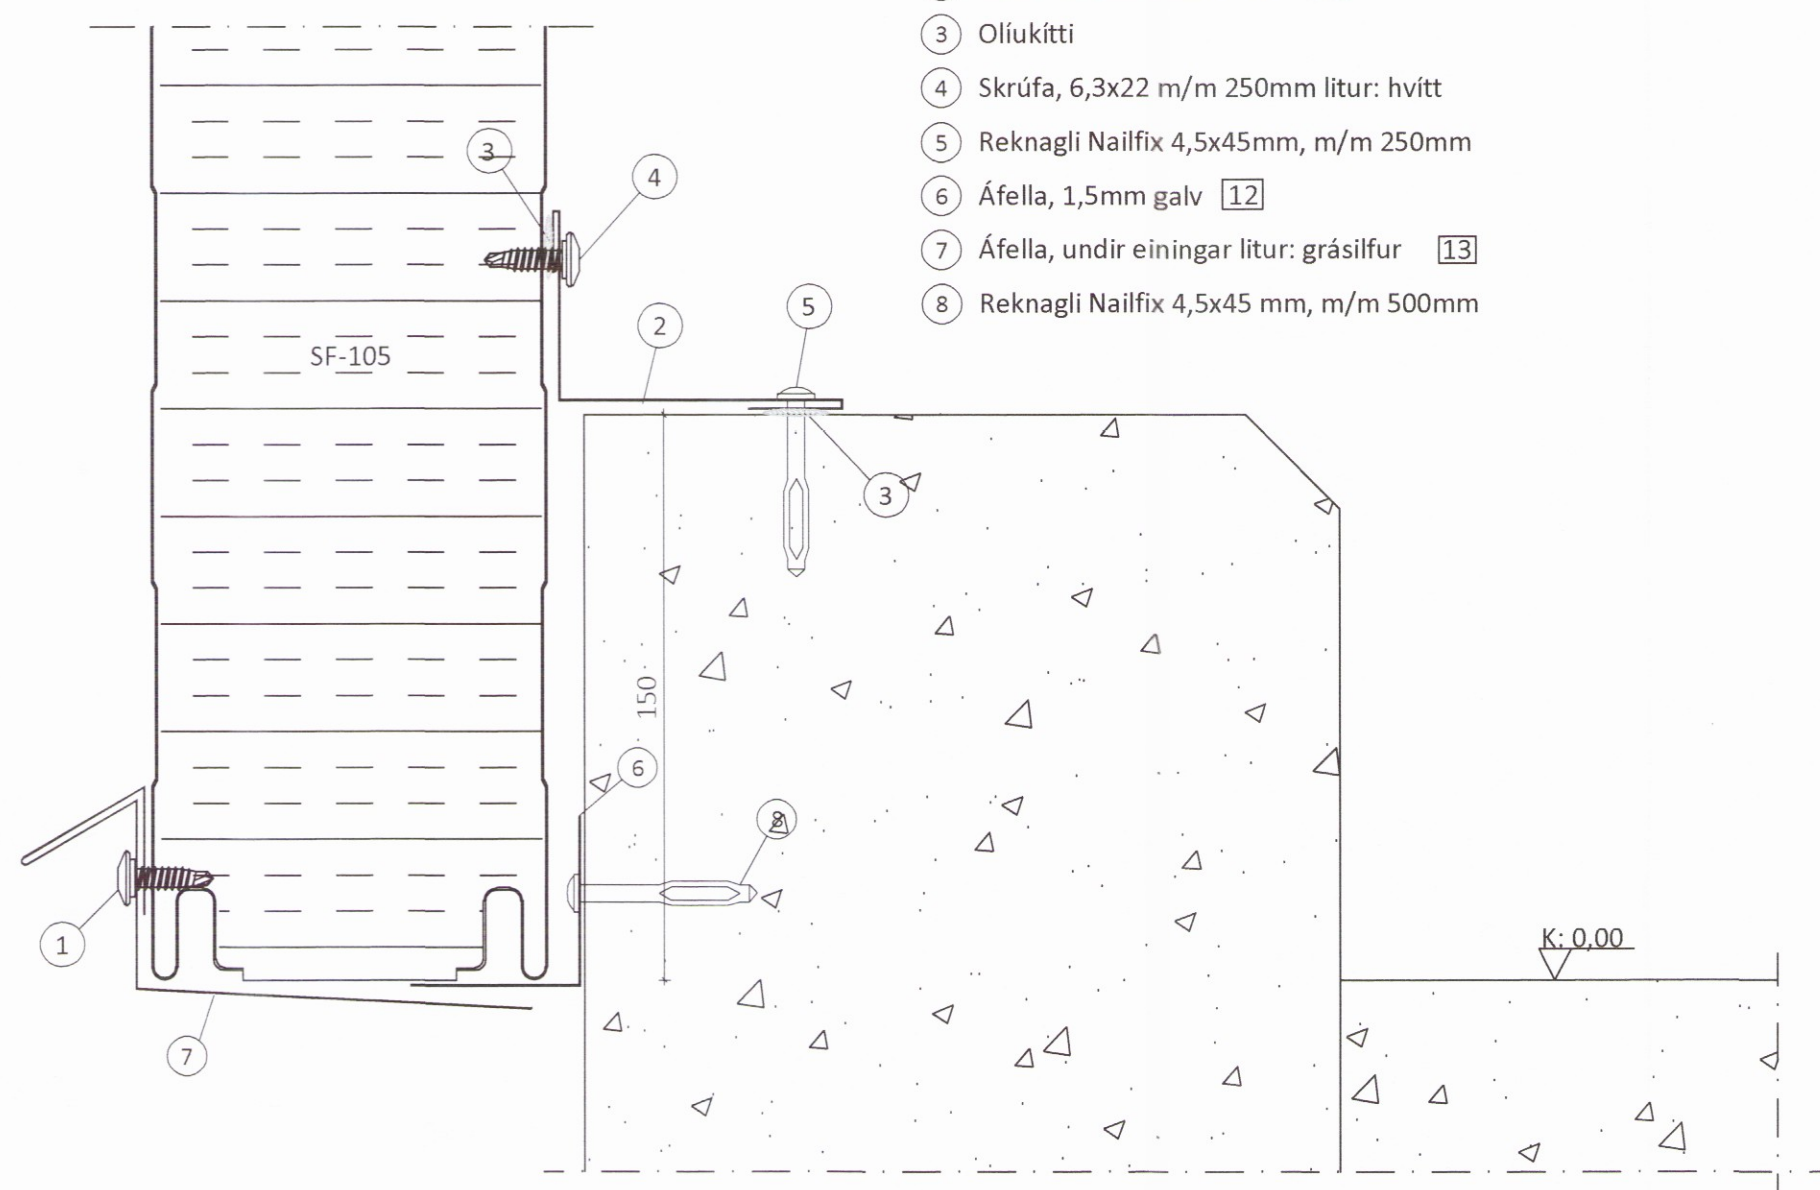 3 Olíukítti
4 Skrúfa, 6,3x22 m/m 250mm litur: hvítt
5 Reknagli Nailfix 4,5x45mm, m/m 250mm
6 Áfella, 1,5mm galv 12
7 Áfella, undir einingar litur: grásilfur 13
8 Reknagli Nailfix 4,5x45 mm, m/m 500mm
3
4
5
2
SF-105
3
150
6
8
1
K: 0,00
7